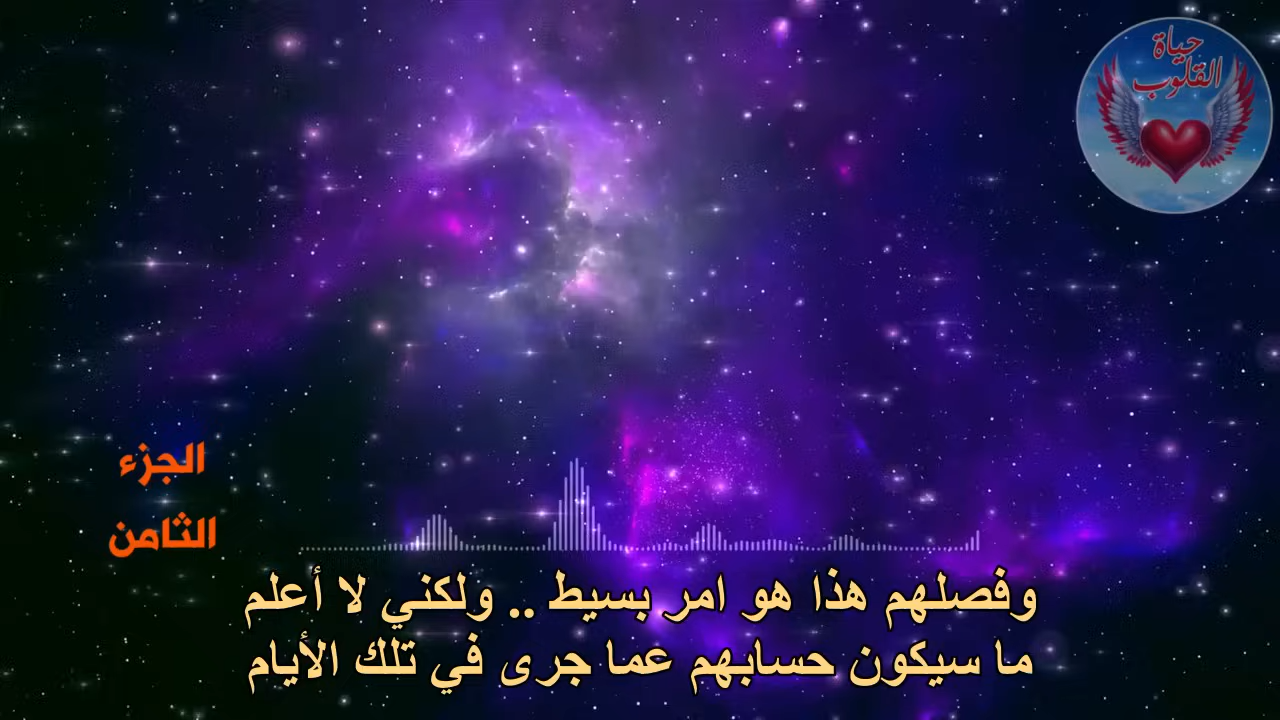 حياة
القلوب
الجزء
الثامن
وفصلهم هذا هو امر بسيط .. ولكني لا أعلم
ما سيكون حسابهم عما جرى في تلك الأيام